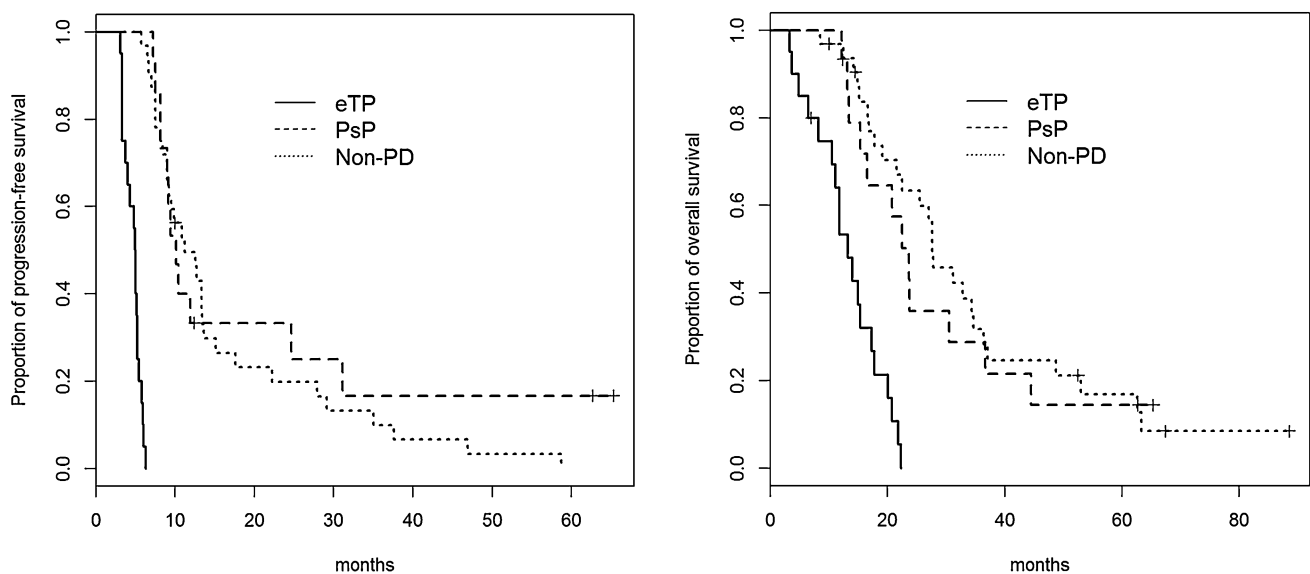 Proportion of progression-free survival
1.0
0.8
0.6
0.4
0.2
0.0
eTP
PsP
Non-PD
0 10 20 30 40 50 60
months
Proportion of overall survival
1.0
0.8
0.6
0.4
0.2
0.0
eTP
PsP
Non-PD
0 20 40 60 80
months